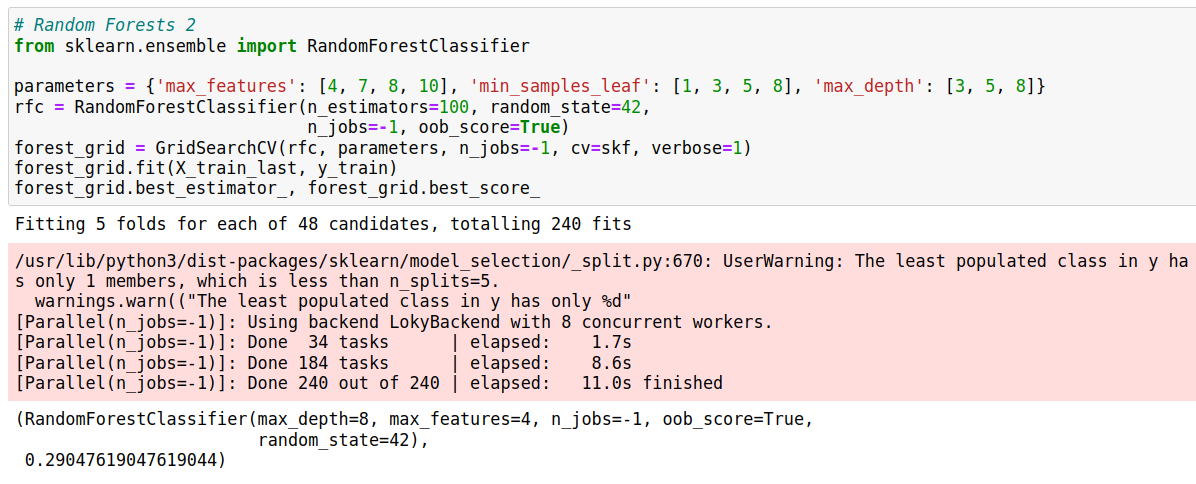 # Random Forests 2
from sklearn.ensemble import RandomForestClassifier
parameters = {'max_features': [4, 7, 8, 10], 'min_samples_leaf': [1, 3, 5, 8], 'max_depth': [3, 5, 8]}
rfc = RandomForestClassifier(n_estimators=100, random_state=42,
                             n_jobs=-1, oob_score=True)
forest_grid = GridSearchCV(rfc, parameters, n_jobs=-1, cv=skf, verbose=1)
forest_grid.fit(X_train_last, y_train)
forest_grid.best_estimator_, forest_grid.best_score_
Fitting 5 folds for each of 48 candidates, totalling 240 fits
/usr/lib/python3/dist-packages/sklearn/model_selection/_split.py:670: UserWarning: The least populated class in y ha
s only 1 members, which is less than n_splits=5.
  warnings.warn(("The least populated class in y has only %d"
[Parallel(n_jobs=-1)]: Using backend LokyBackend with 8 concurrent workers.
[Parallel(n_jobs=-1)]: Done  34 tasks      | elapsed:    1.7s
[Parallel(n_jobs=-1)]: Done 184 tasks      | elapsed:    8.6s
[Parallel(n_jobs=-1)]: Done 240 out of 240 | elapsed:   11.0s finished
(RandomForestClassifier(max_depth=8, max_features=4, n_jobs=-1, oob_score=True,
                        random_state=42),
 0.29047619047619044)